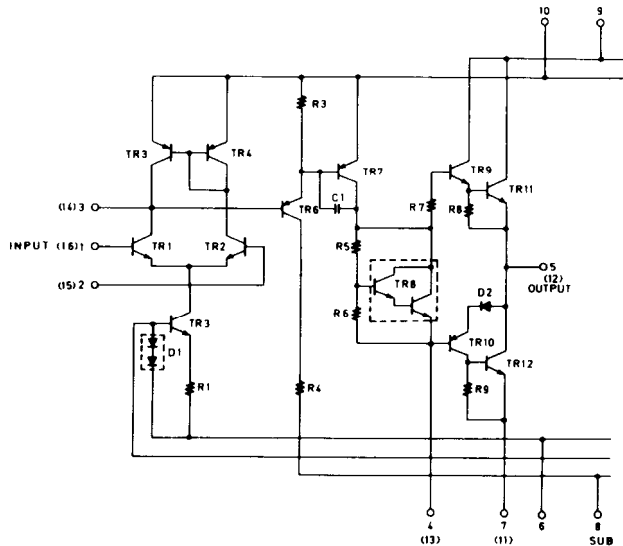 10 9
R3
TR3 TR4 TR7 TR9 TR11
C1
R7 R8
(14) 3 TR6
R5
INPUT (16) 1 TR1 TR2
5
TR8
(12)
OUTPUT
(15) 2
D2
R6
TR3
TR10
D1
TR12
R1 R4 R9
4 7 6 8
(13) (11) SUB